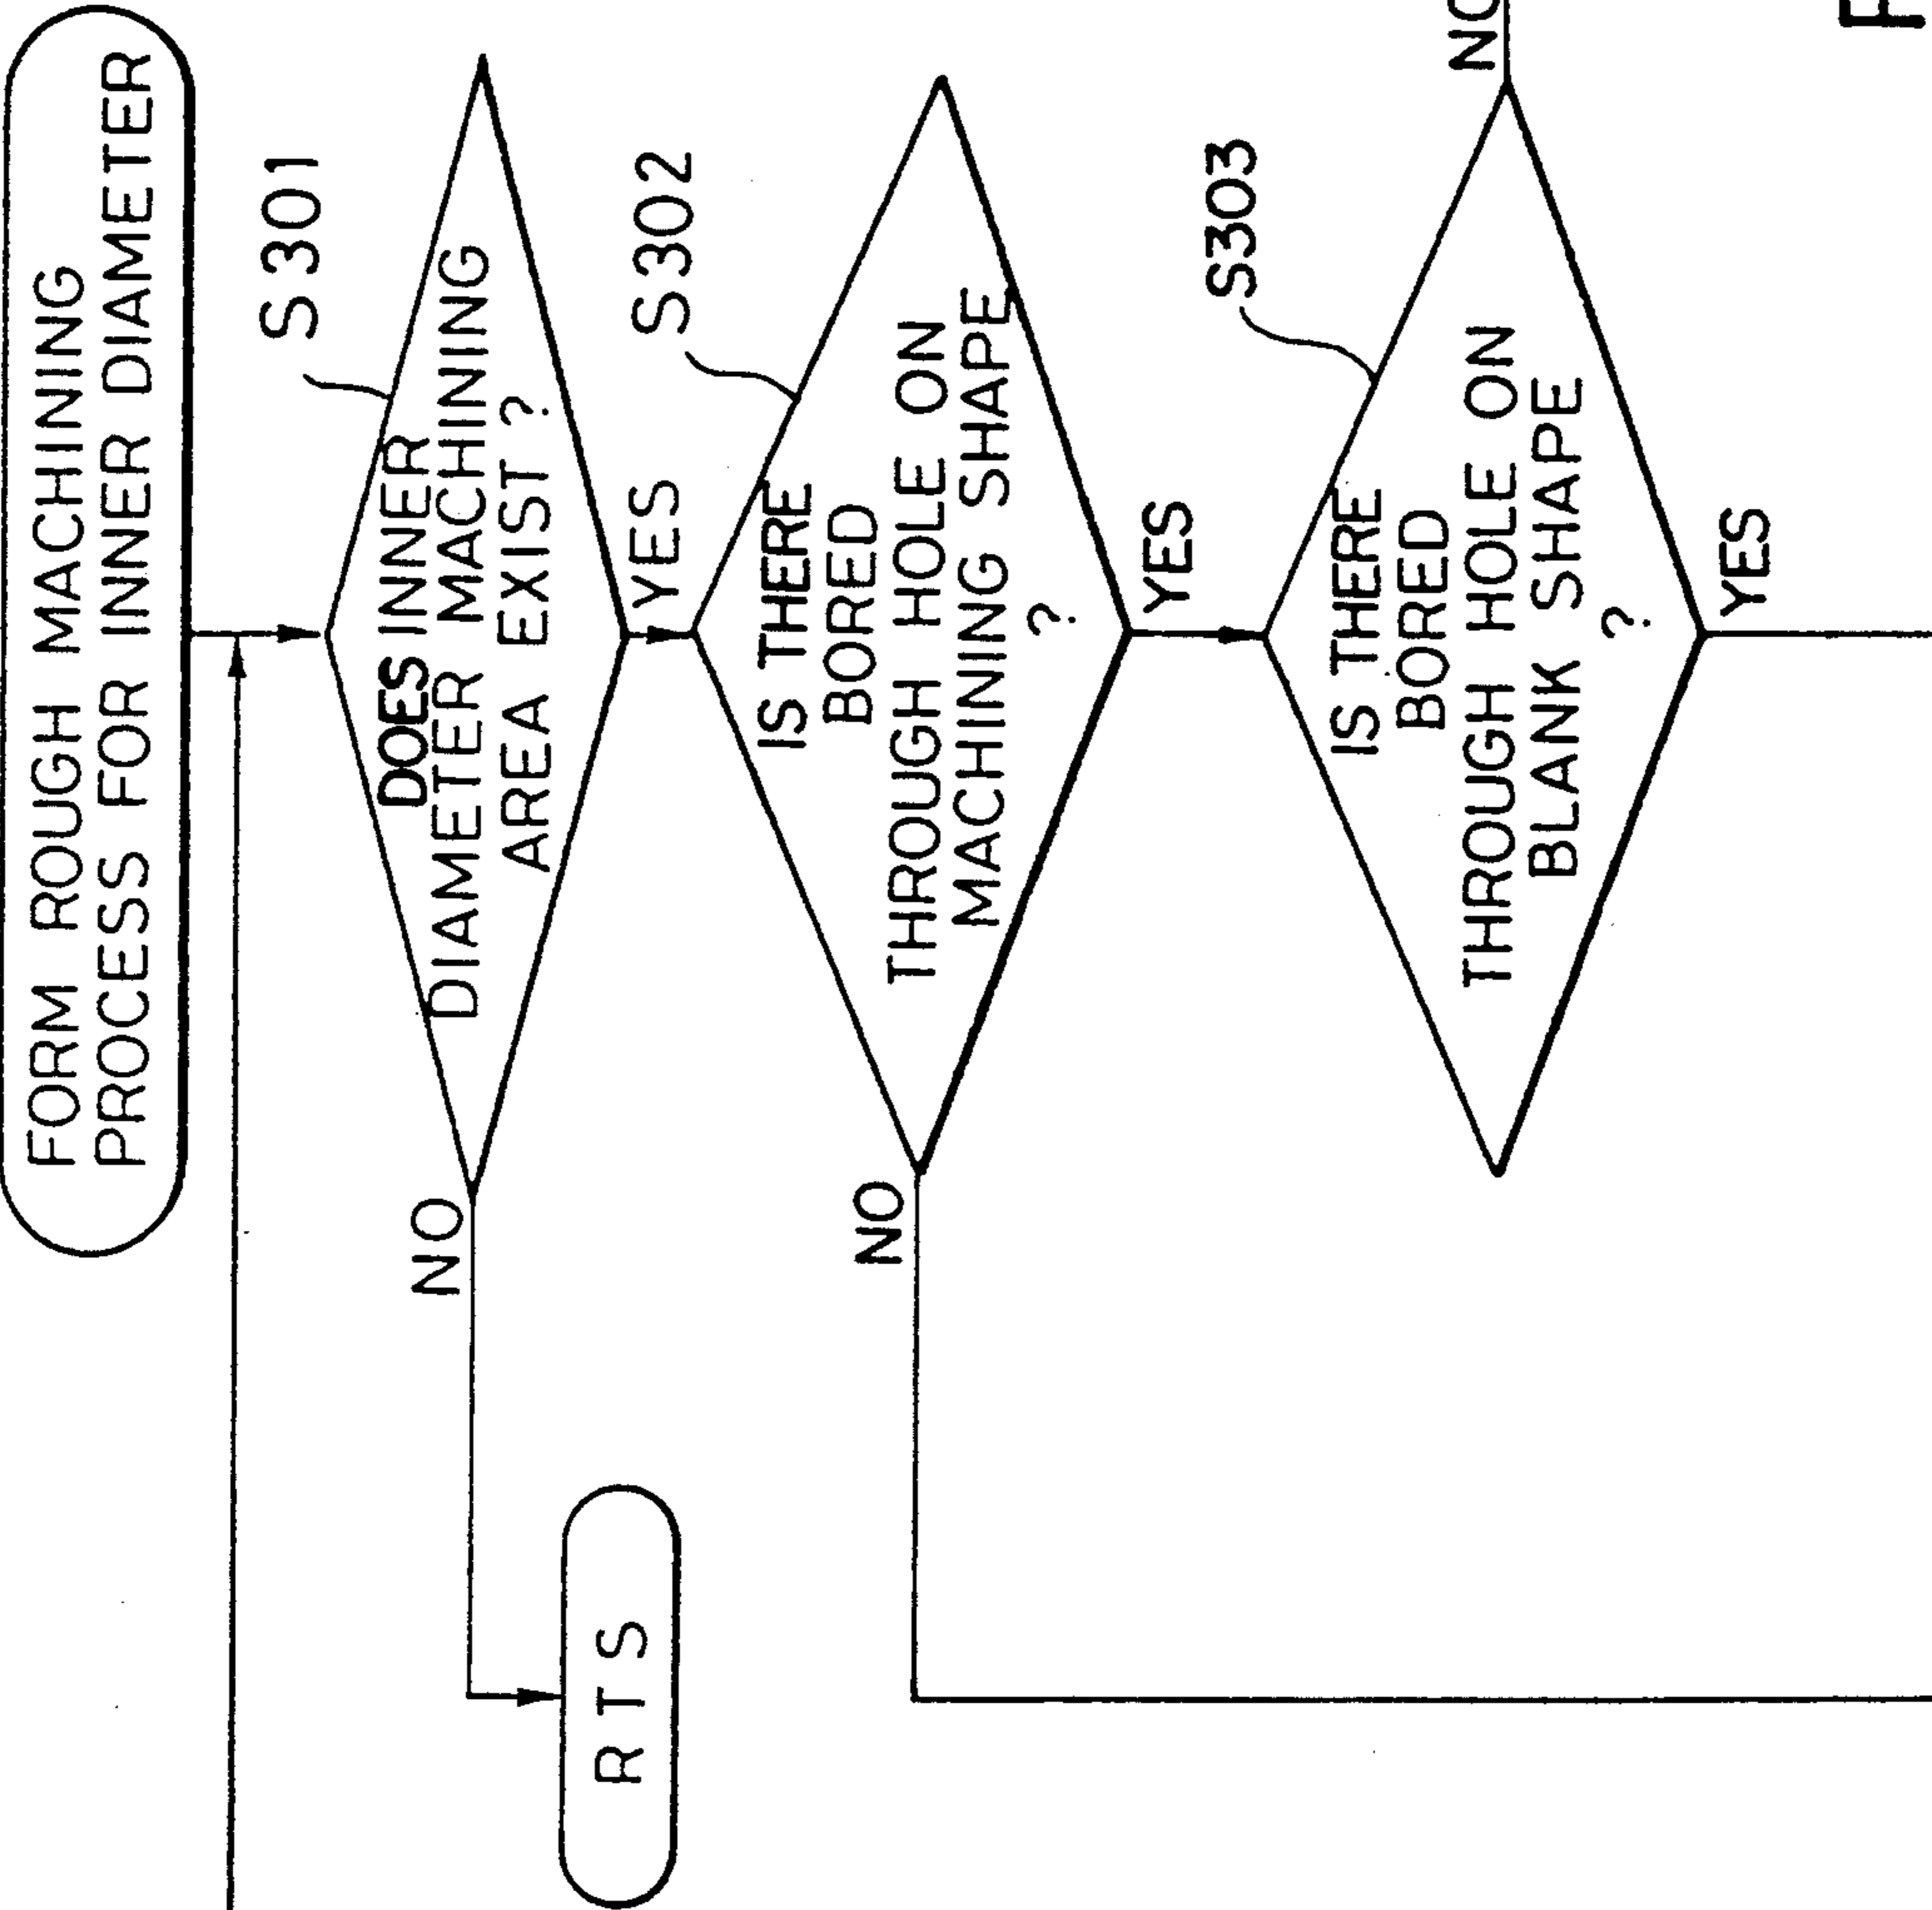 FORM ROUGH MACHINING
PROCESS FOR INNER DIAMETER
S301
DOES INNER
DIAMETER MACHINING
AREA EXIST?
NO
YES
RTS
S302
IS THERE
BORED
THROUGH HOLE ON
MACHINING SHAPE
?
NO
YES
S303
IS THERE
BORED
THROUGH HOLE ON
BLANK SHAPE
?
NO
YES